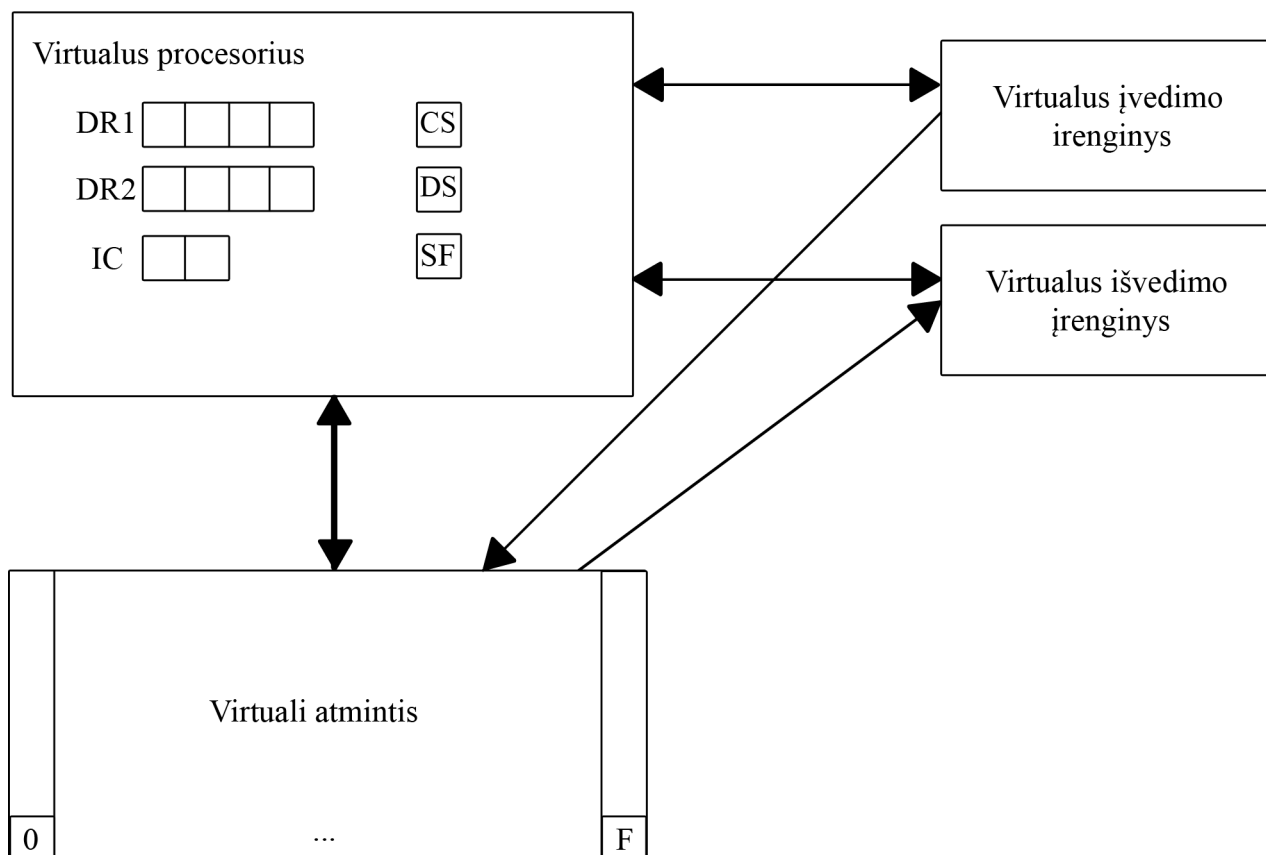 Virtualus procesorius
DR1
CS
DR2
DS
IC
SF
Virtualus įvedimo
irenginys
Virtualus išvedimo
įrenginys
Virtuali atmintis
0
...
F